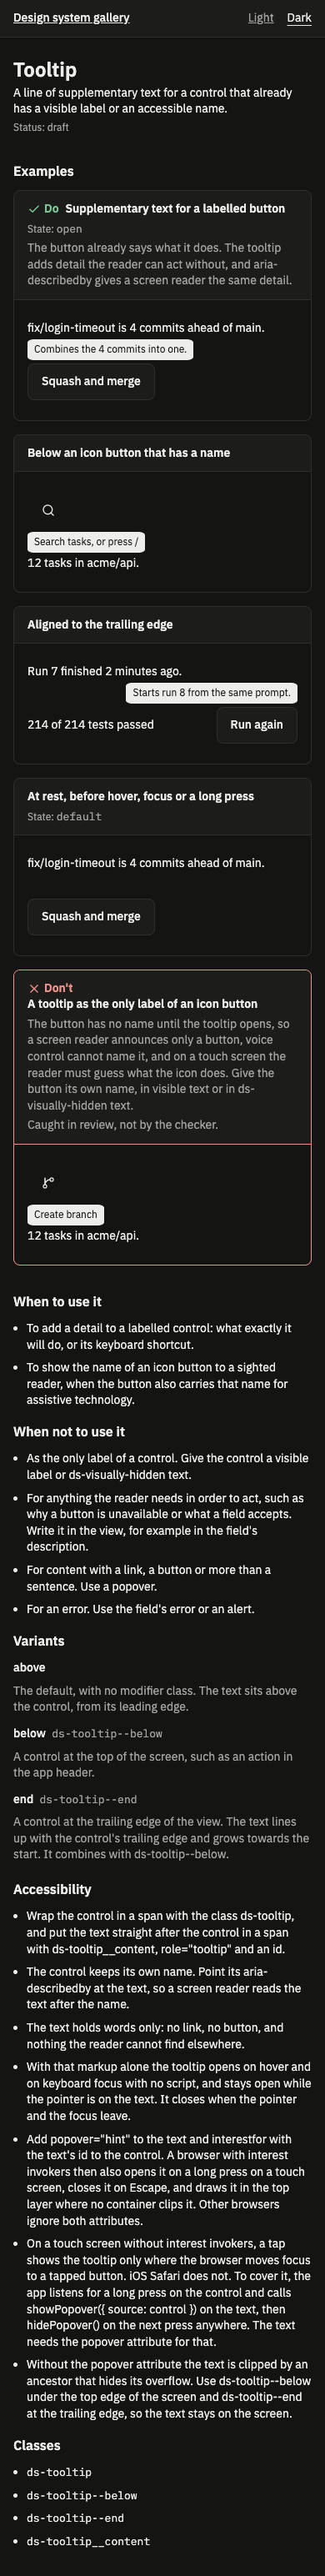 Design system gallery
Light Dark
Tooltip
A line of supplementary text for a control that already
has a visible label or an accessible name.
Status: draft
Examples
Do Supplementary text for a labelled button
State: open
The button already says what it does. The tooltip
adds detail the reader can act without, and aria-
describedby gives a screen reader the same detail.
fix/login-timeout is 4 commits ahead of main.
Combines the 4 commits into one.
Squash and merge
Below an icon button that has a name
Search tasks, or press /
12 tasks in acme/api.
Aligned to the trailing edge
Run 7 finished 2 minutes ago.
Starts run 8 from the same prompt.
214 of 214 tests passed
Run again
At rest, before hover, focus or a long press
State: default
fix/login-timeout is 4 commits ahead of main.
Squash and merge
Don't
A tooltip as the only label of an icon button
The button has no name until the tooltip opens, so
a screen reader announces only a button, voice
control cannot name it, and on a touch screen the
reader must guess what the icon does. Give the
button its own name, in visible text or in ds-
visually-hidden text.
Caught in review, not by the checker.
Create branch
12 tasks in acme/api.
When to use it
• To add a detail to a labelled control: what exactly it
will do, or its keyboard shortcut.
• To show the name of an icon button to a sighted
reader, when the button also carries that name for
assistive technology.
When not to use it
• As the only label of a control. Give the control a visible
label or ds-visually-hidden text.
• For anything the reader needs in order to act, such as
why a button is unavailable or what a field accepts.
Write it in the view, for example in the field's
description.
• For content with a link, a button or more than a
sentence. Use a popover.
• For an error. Use the field's error or an alert.
Variants
above
The default, with no modifier class. The text sits above
the control, from its leading edge.
below ds-tooltip--below
A control at the top of the screen, such as an action in
the app header.
end ds-tooltip--end
A control at the trailing edge of the view. The text lines
up with the control's trailing edge and grows towards the
start. It combines with ds-tooltip--below.
Accessibility
• Wrap the control in a span with the class ds-tooltip,
and put the text straight after the control in a span
with ds-tooltip__content, role="tooltip" and an id.
• The control keeps its own name. Point its aria-
describedby at the text, so a screen reader reads the
text after the name.
• The text holds words only: no link, no button, and
nothing the reader cannot find elsewhere.
• With that markup alone the tooltip opens on hover and
on keyboard focus with no script, and stays open while
the pointer is on the text. It closes when the pointer
and the focus leave.
• Add popover="hint" to the text and interestfor with
the text's id to the control. A browser with interest
invokers then also opens it on a long press on a touch
screen, closes it on Escape, and draws it in the top
layer where no container clips it. Other browsers
ignore both attributes.
• On a touch screen without interest invokers, a tap
shows the tooltip only where the browser moves focus
to a tapped button. iOS Safari does not. To cover it, the
app listens for a long press on the control and calls
showPopover({ source: control }) on the text, then
hidePopover() on the next press anywhere. The text
needs the popover attribute for that.
• Without the popover attribute the text is clipped by an
ancestor that hides its overflow. Use ds-tooltip--below
under the top edge of the screen and ds-tooltip--end
at the trailing edge, so the text stays on the screen.
Classes
• ds-tooltip
• ds-tooltip--below
• ds-tooltip--end
• ds-tooltip__content